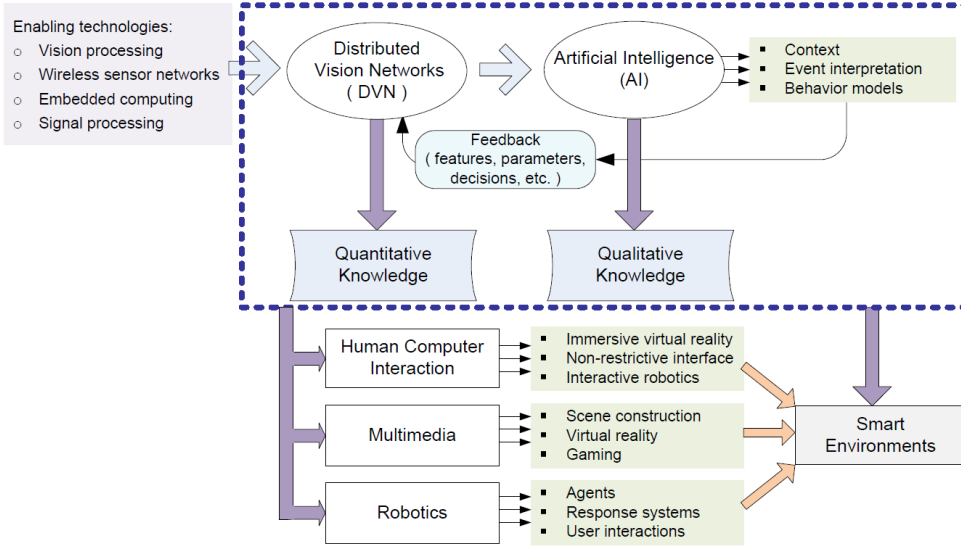 Enabling technologies:
○ Vision processing
○ Wireless sensor networks
○ Embedded computing
○ Signal processing
Distributed
Vision Networks
( DVN )
Artificial Intelligence
(AI)
▪ Context
▪ Event interpretation
▪ Behavior models
Feedback
( features, parameters,
decisions, etc. )
Quantitative
Knowledge
Qualitative
Knowledge
Human Computer
Interaction
▪ Immersive virtual reality
▪ Non-restrictive interface
▪ Interactive robotics
Multimedia
▪ Scene construction
▪ Virtual reality
▪ Gaming
Robotics
▪ Agents
▪ Response systems
▪ User interactions
Smart
Environments